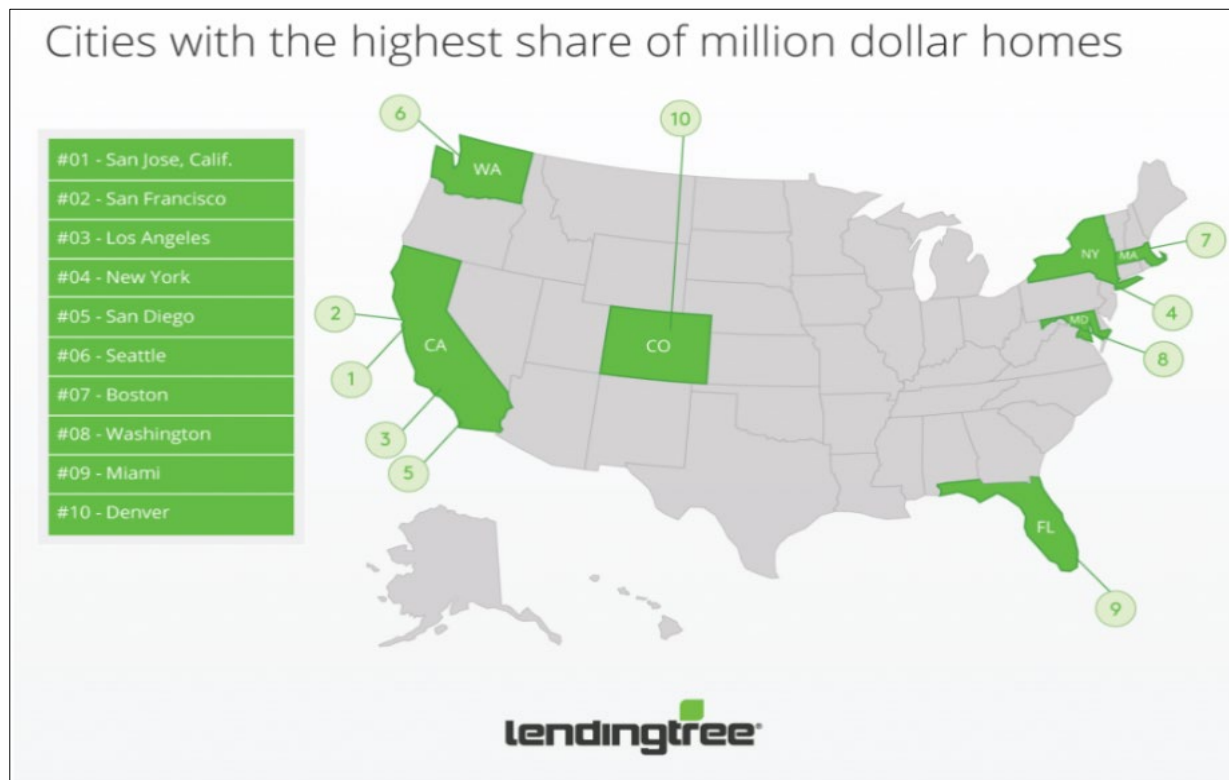 Cities with the highest share of million dollar homes
#01 - San Jose, Calif.
#02 - San Francisco
#03 - Los Angeles
#04 - New York
#05 - San Diego
#06 - Seattle
#07 - Boston
#08 - Washington
#09 - Miami
#10 - Denver
6
10
WA
7
NY
MA
2
4
CA
CO
MD
8
1
3
5
FL
9
lendingtree®